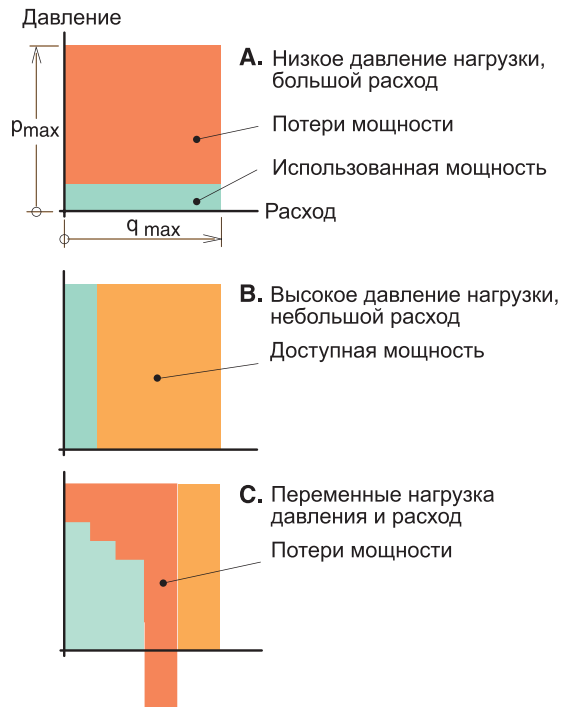 Давление
A. Низкое давление нагрузки,
большой расход
pmax
Потери мощности
Использованная мощность
Расход
q max
B. Высокое давление нагрузки,
небольшой расход
Доступная мощность
C. Переменные нагрузка
давления и расход
Потери мощности